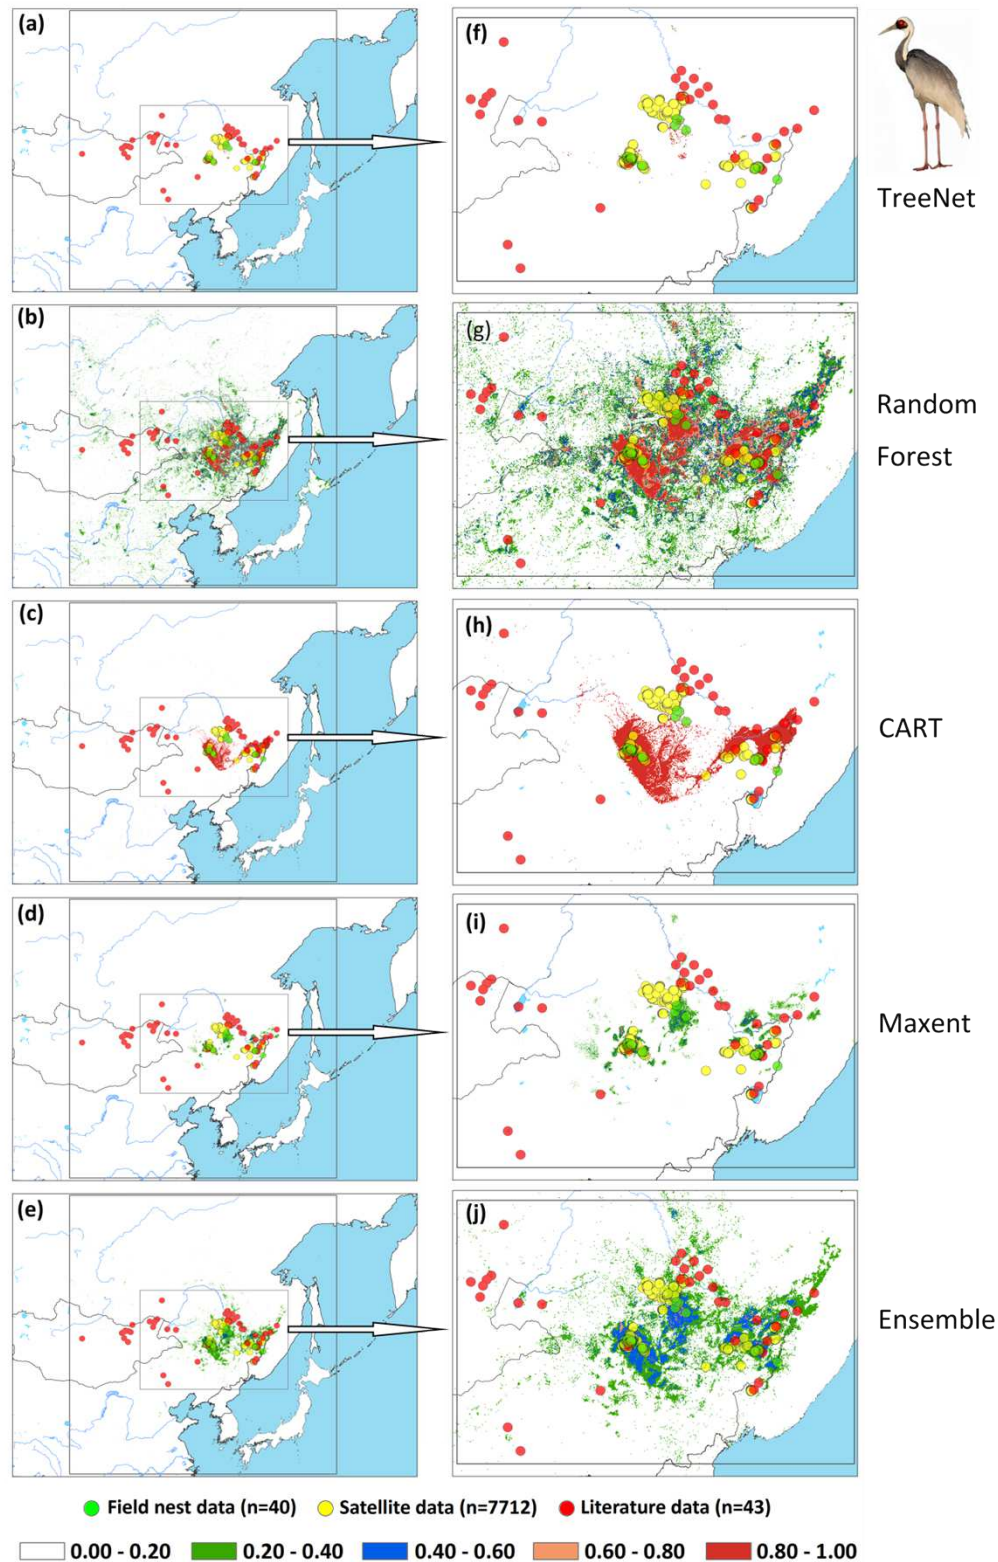 (a)
(f)
TreeNet
(b)
(g)
Random
Forest
(c)
(h)
CART
(d)
(i)
Maxent
(e)
(j)
Ensemble
Field nest data (n=40) Satellite data (n=7712) Literature data (n=43)
0.00 - 0.20 0.20 - 0.40 0.40 - 0.60 0.60 - 0.80 0.80 - 1.00